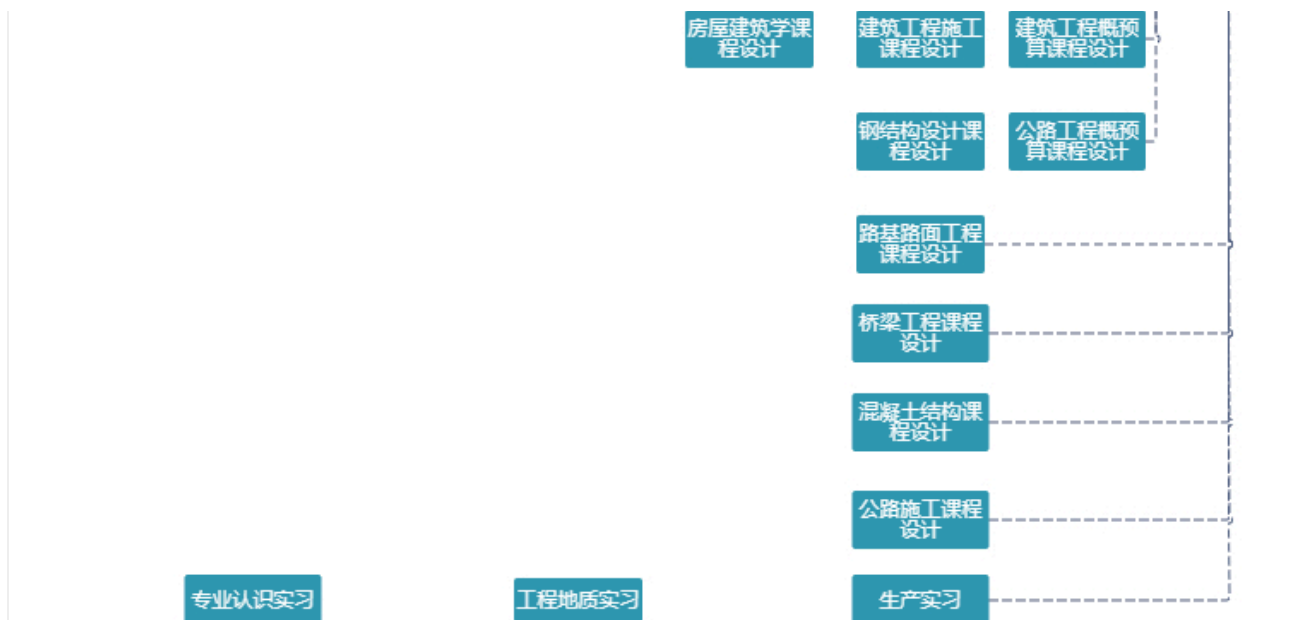 房屋建筑学课
程设计
建筑工程施工
课程设计
建筑工程概预
算课程设计
钢结构设计课
程设计
公路工程概预
算课程设计
路基路面工程
课程设计
桥梁工程课程
设计
混凝土结构课
程设计
公路施工课程
设计
专业认识实习
工程地质实习
生产实习